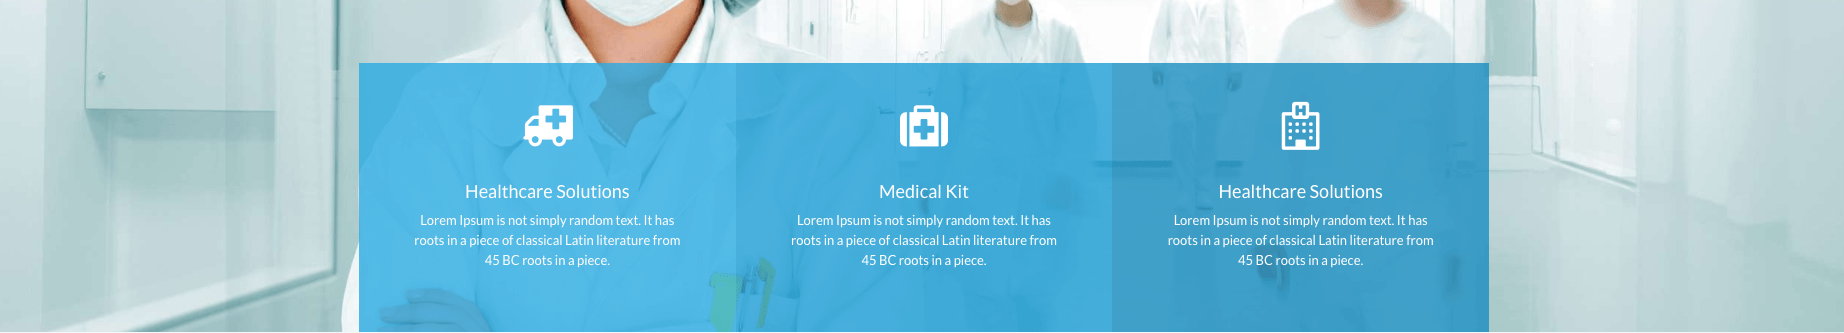 Healthcare Solutions
Lorem Ipsum is not simply random text. It has
roots in a piece of classical Latin literature from
45 BC roots in a piece.
Medical Kit
Lorem Ipsum is not simply random text. It has
roots in a piece of classical Latin literature from
45 BC roots in a piece.
H
Healthcare Solutions
Lorem Ipsum is not simply random text. It has
roots in a piece of classical Latin literature from
45 BC roots in a piece.